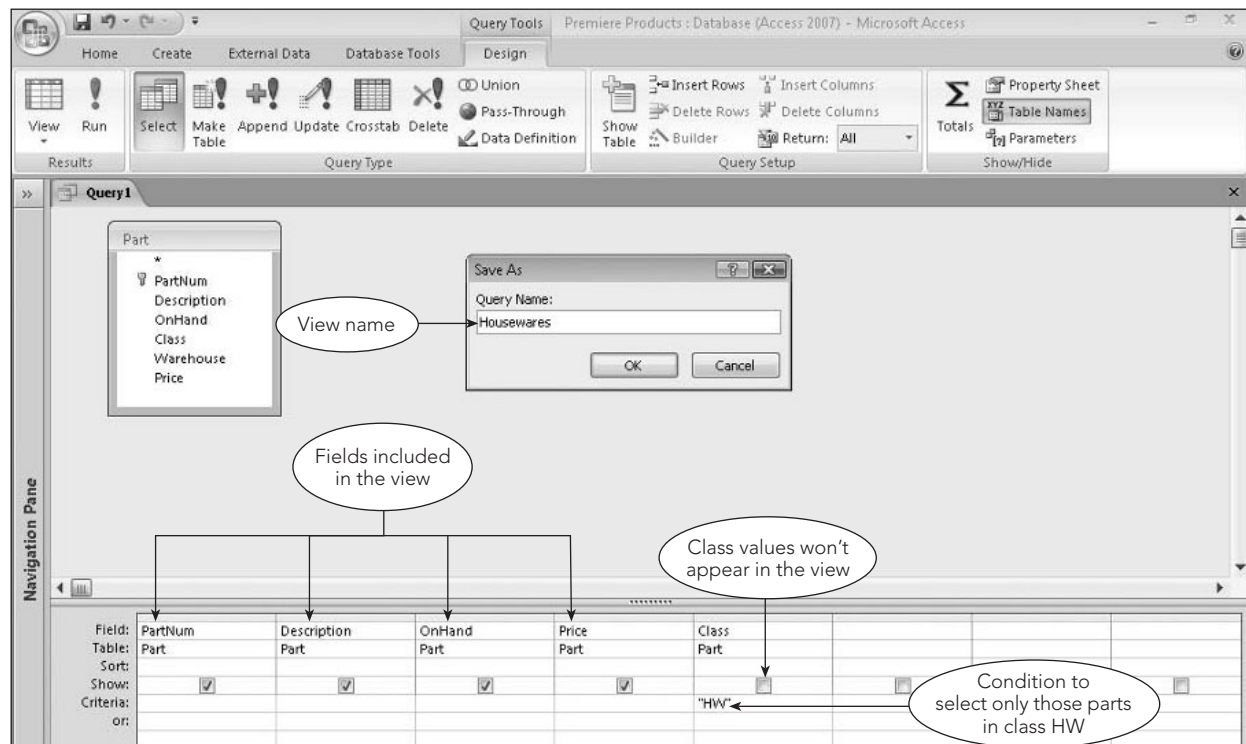 Query Tools
Premiere Products : Database (Access 2007) - Microsoft Access
Home Create External Data Database Tools Design
View
Run
Results
Select
Make Table
Append
Update
Crosstab
Delete
Union
Pass-Through
Data Definition
Query Type
Show Table
Insert Rows
Delete Rows
Builder
Insert Columns
Delete Columns
Return: All
Query Setup
Σ
Totals
Property Sheet
XYZ
Table Names
[?] Parameters
Show/Hide
»
Query1
Part
*
PartNum
Description
OnHand
Class
Warehouse
Price
View name
Save As
Query Name:
Housewares
OK
Cancel
Fields included
in the view
Class values won't
appear in the view
Navigation Pane
Field: PartNum Description OnHand Price Class
Table: Part Part Part Part Part
Sort:
Show:
Criteria: "HW"
or:
Condition to
select only those parts
in class HW